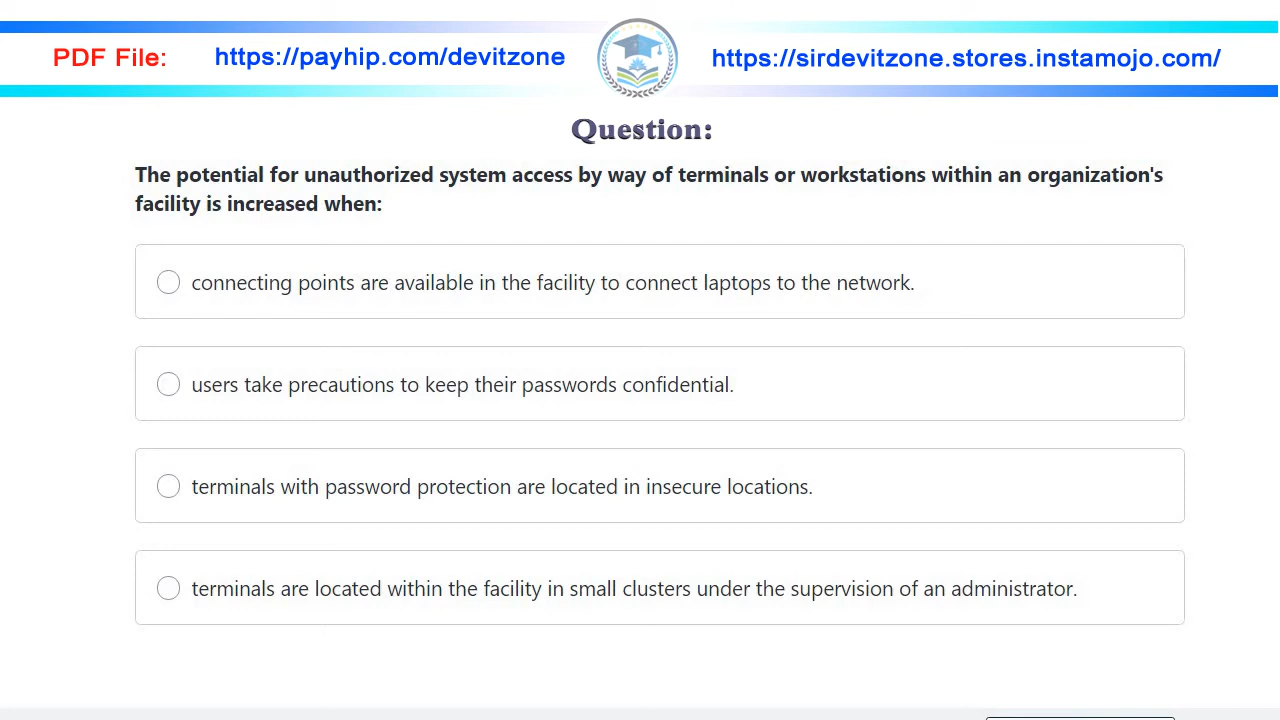 PDF File: https://payhip.com/devitzone https://sirdevitzone.stores.instamojo.com/
Question:
The potential for unauthorized system access by way of terminals or workstations within an organization's
facility is increased when:
connecting points are available in the facility to connect laptops to the network.
users take precautions to keep their passwords confidential.
terminals with password protection are located in insecure locations.
terminals are located within the facility in small clusters under the supervision of an administrator.